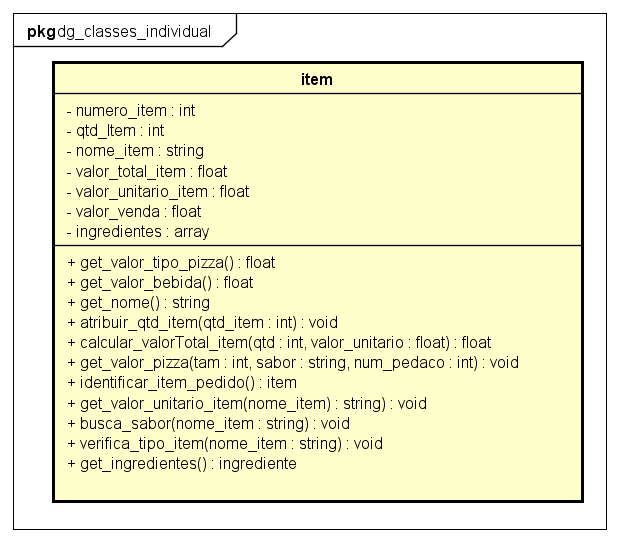 pkg dg_classes_individual
item
- numero_item : int
- qtd_Item : int
- nome_item : string
- valor_total_item : float
- valor_unitario_item : float
- valor_venda : float
- ingredientes : array
+ get_valor_tipo_pizza() : float
+ get_valor_bebida() : float
+ get_nome() : string
+ atribuir_qtd_item(qtd_item : int) : void
+ calcular_valorTotal_item(qtd : int, valor_unitario : float) : float
+ get_valor_pizza(tam : int, sabor : string, num_pedaco : int) : void
+ identificar_item_pedido() : item
+ get_valor_unitario_item(nome_item) : string) : void
+ busca_sabor(nome_item : string) : void
+ verifica_tipo_item(nome_item : string) : void
+ get_ingredientes() : ingrediente